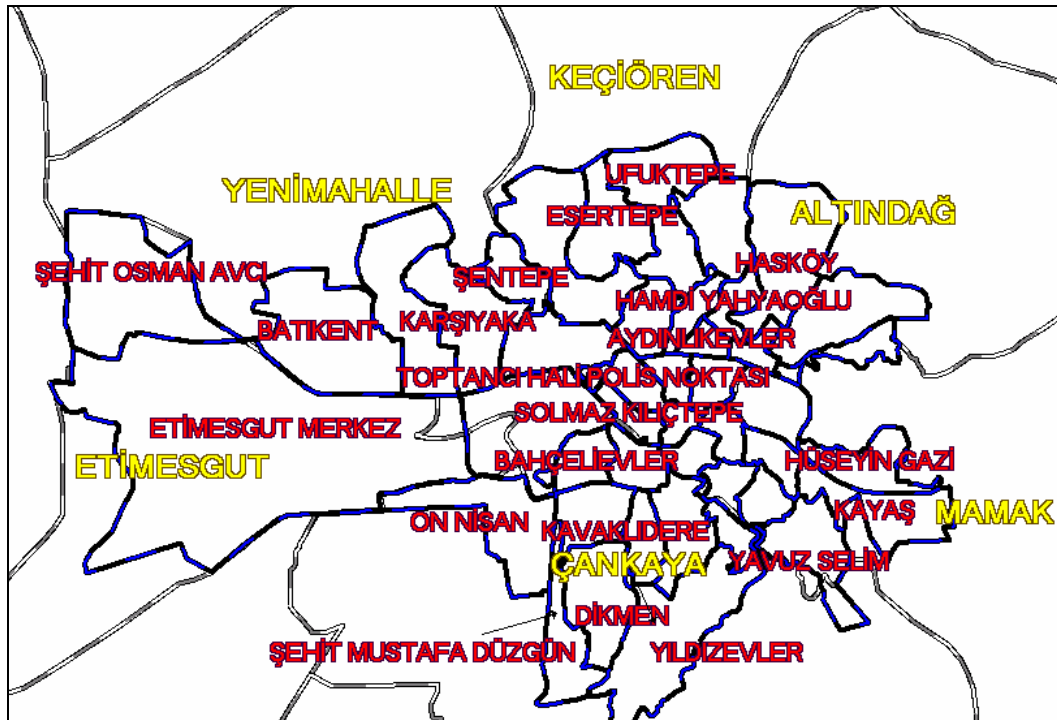 KEÇİÖREN
UFUKTEPE
YENİMAHALLE
ESERTEPE
ALTINDAĞ
HASKÖY
ŞEHİT OSMAN AVCI
ŞENTEPE
HAMDİ YAHYAOĞLU
BATIKENT
KARŞIYAKA
AYDINLIKEVLER
TOPTANCI HALİ POLİS NOKTASI
SOLMAZ KILIÇTEPE
ETİMESGUT MERKEZ
ETİMESGUT
BAHÇELİEVLER
HÜSEYİN GAZİ
ON NİSAN
KAVAKLIDERE
KAYAŞ
MAMAK
ÇANKAYA
YAVUZ SELİM
DİKMEN
ŞEHİT MUSTAFA DÜZGÜN
YILDIZEVLER